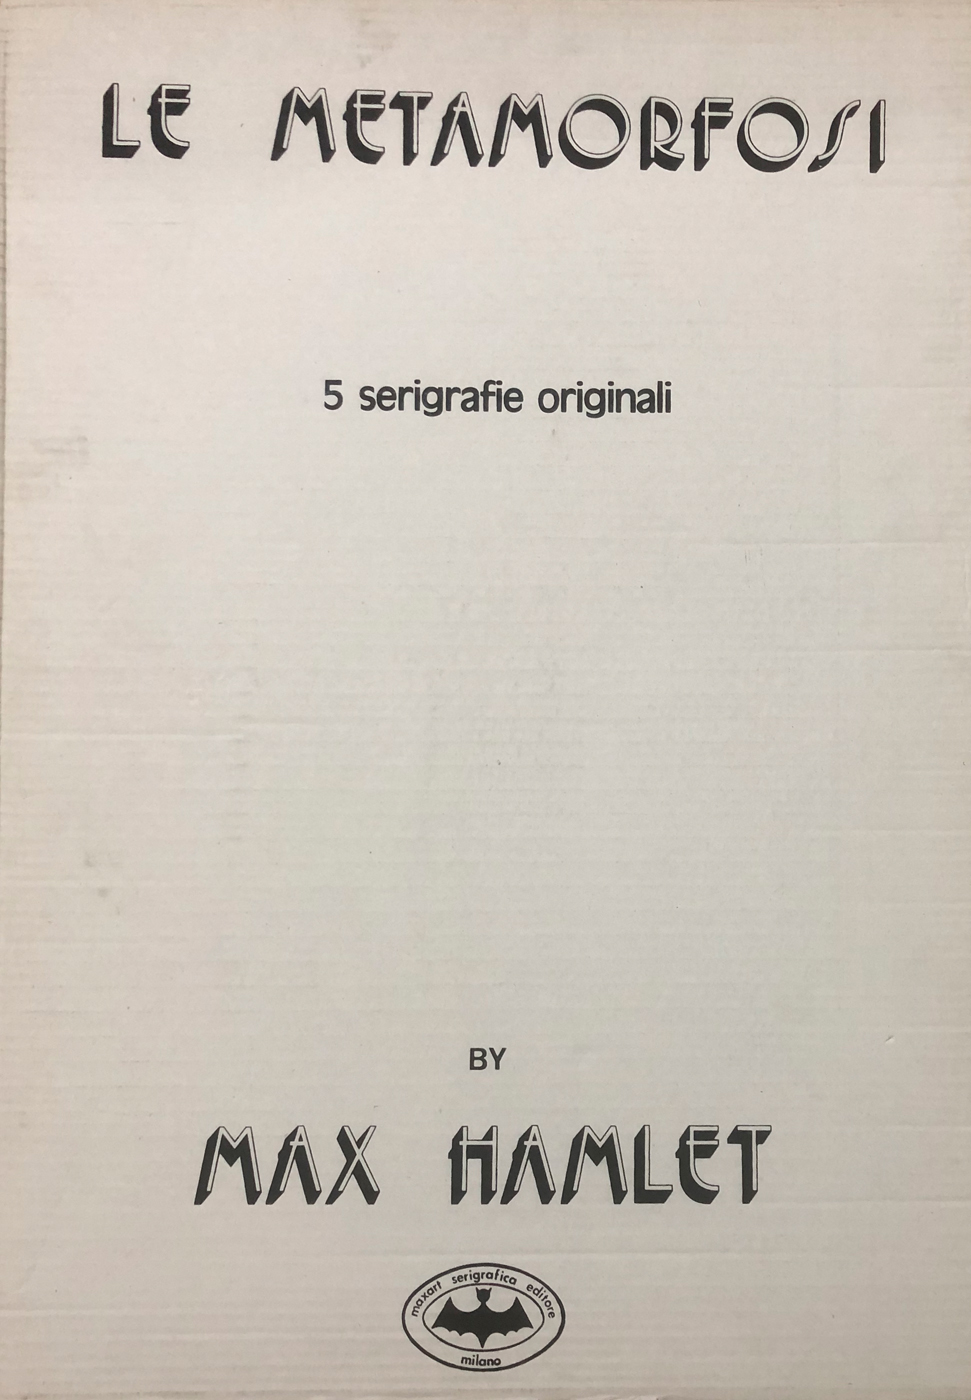 LE METAMORFOSI
5 serigrafie originali
BY
MAX HAMLET
maxart serigrafica editore
milano